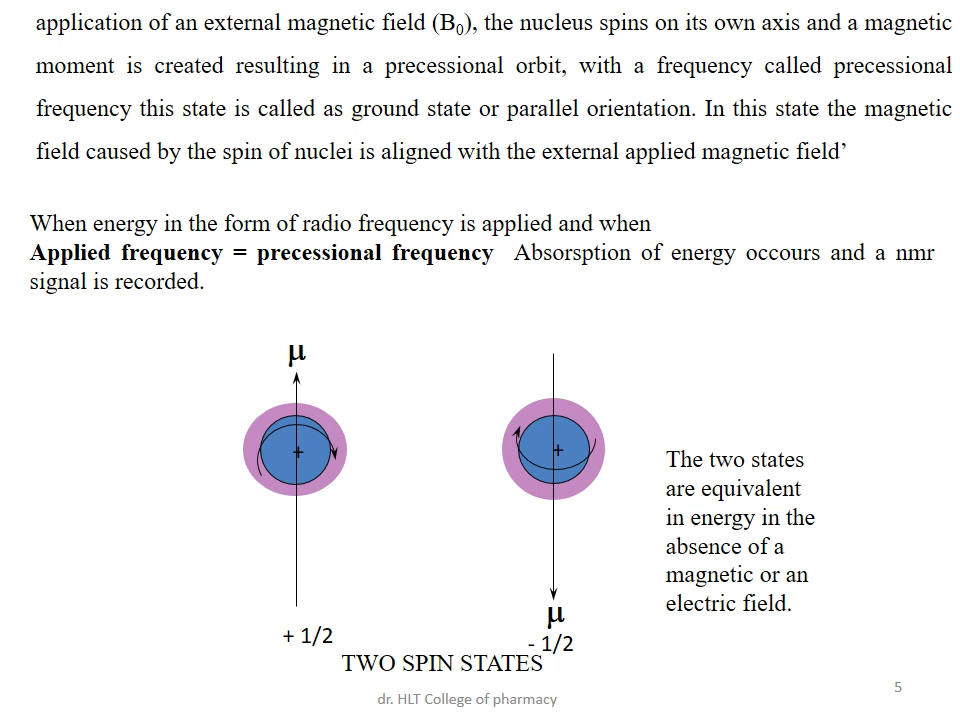 application of an external magnetic field (B₀), the nucleus spins on its own axis and a magnetic
moment is created resulting in a precessional orbit, with a frequency called precessional
frequency this state is called as ground state or parallel orientation. In this state the magnetic
field caused by the spin of nuclei is aligned with the external applied magnetic field’
When energy in the form of radio frequency is applied and when
Applied frequency = precessional frequency Absorsption of energy occours and a nmr
signal is recorded.
μ
+
+
The two states
are equivalent
in energy in the
absence of a
magnetic or an
electric field.
μ
+ 1/2
- 1/2
TWO SPIN STATES
dr. HLT College of pharmacy
5